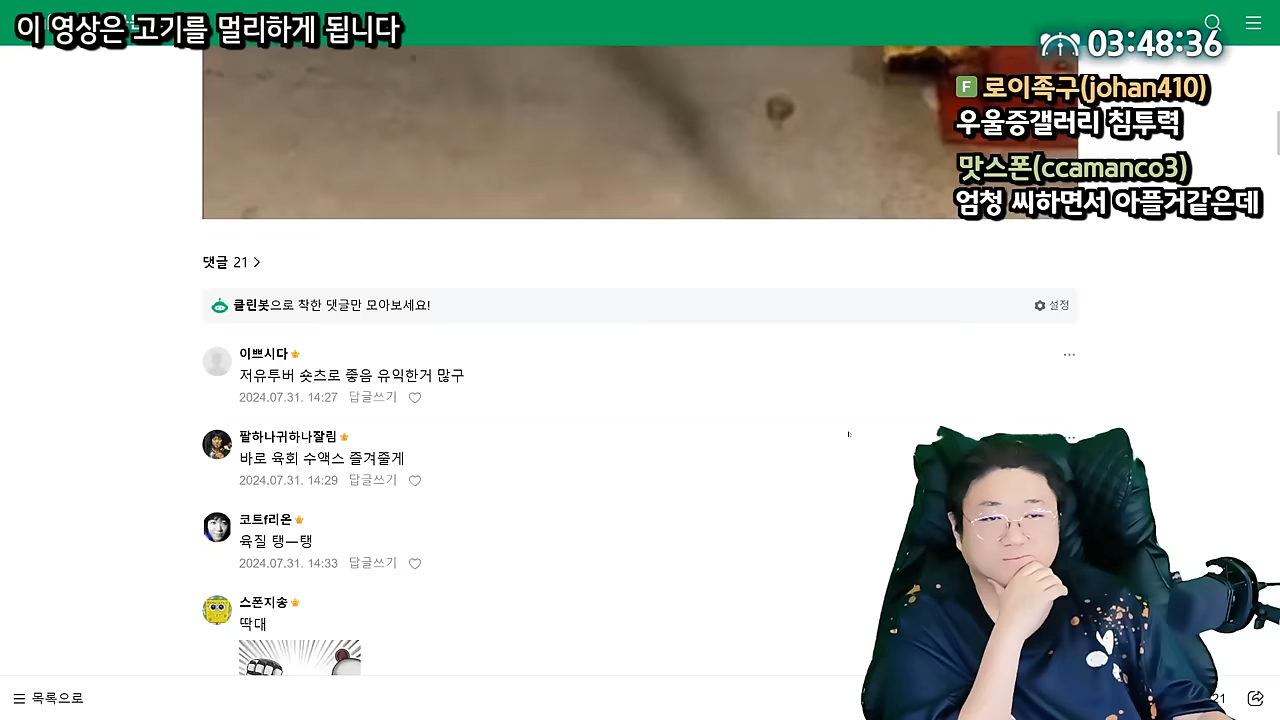 이 영상은 고기를 멀리하게 됩니다
03:48:36
F 로이족구(johan410)
우울증갤러리 침투력
맛스폰(ccamanco3)
엄청 씨하면서 아플거같은데
댓글 21 >
클린봇으로 착한 댓글만 모아보세요!
설정
이쁘시다
저유투버 숏츠로 좋음 유익한거 많구
2024.07.31. 14:27 답글쓰기
팔하나귀하나잘림
바로 육회 수액스 즐겨줄게
2024.07.31. 14:29 답글쓰기
코트f리온
육질 탱ㅡ탱
2024.07.31. 14:33 답글쓰기
스폰지송
딱대
목록으로
21